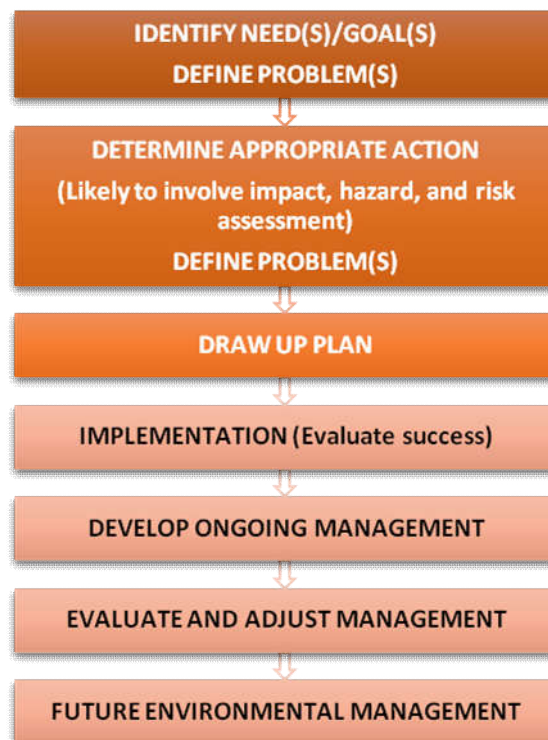 IDENTIFY NEED(S)/GOAL(S)
DEFINE PROBLEM(S)
DETERMINE APPROPRIATE ACTION
(Likely to involve impact, hazard, and risk
assessment)
DEFINE PROBLEM(S)
DRAW UP PLAN
IMPLEMENTATION (Evaluate success)
DEVELOP ONGOING MANAGEMENT
EVALUATE AND ADJUST MANAGEMENT
FUTURE ENVIRONMENTAL MANAGEMENT